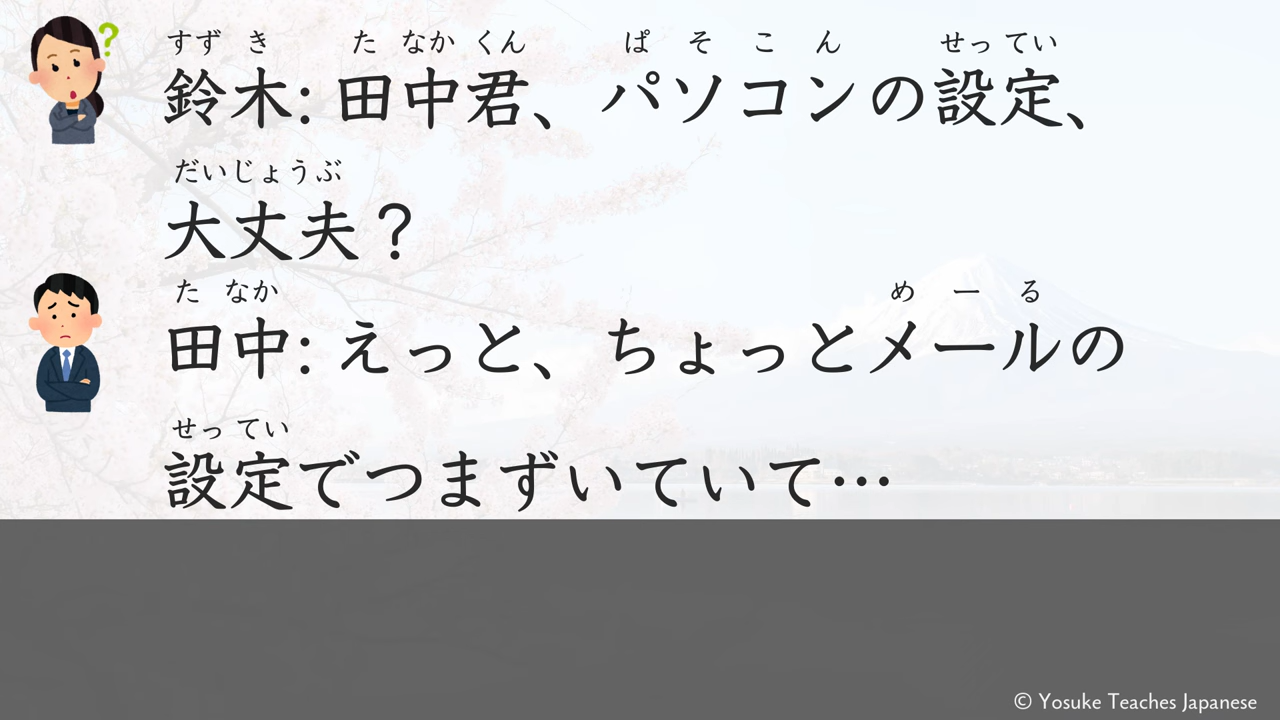 すず き た なか くん ぱ そ こ ん せっ てい
鈴木: 田中君、パソコンの設定、
だいじょうぶ
大丈夫？
た なか め ー る
田中: えっと、ちょっとメールの
せっ てい
設定でつまずいていて…
© Yosuke Teaches Japanese